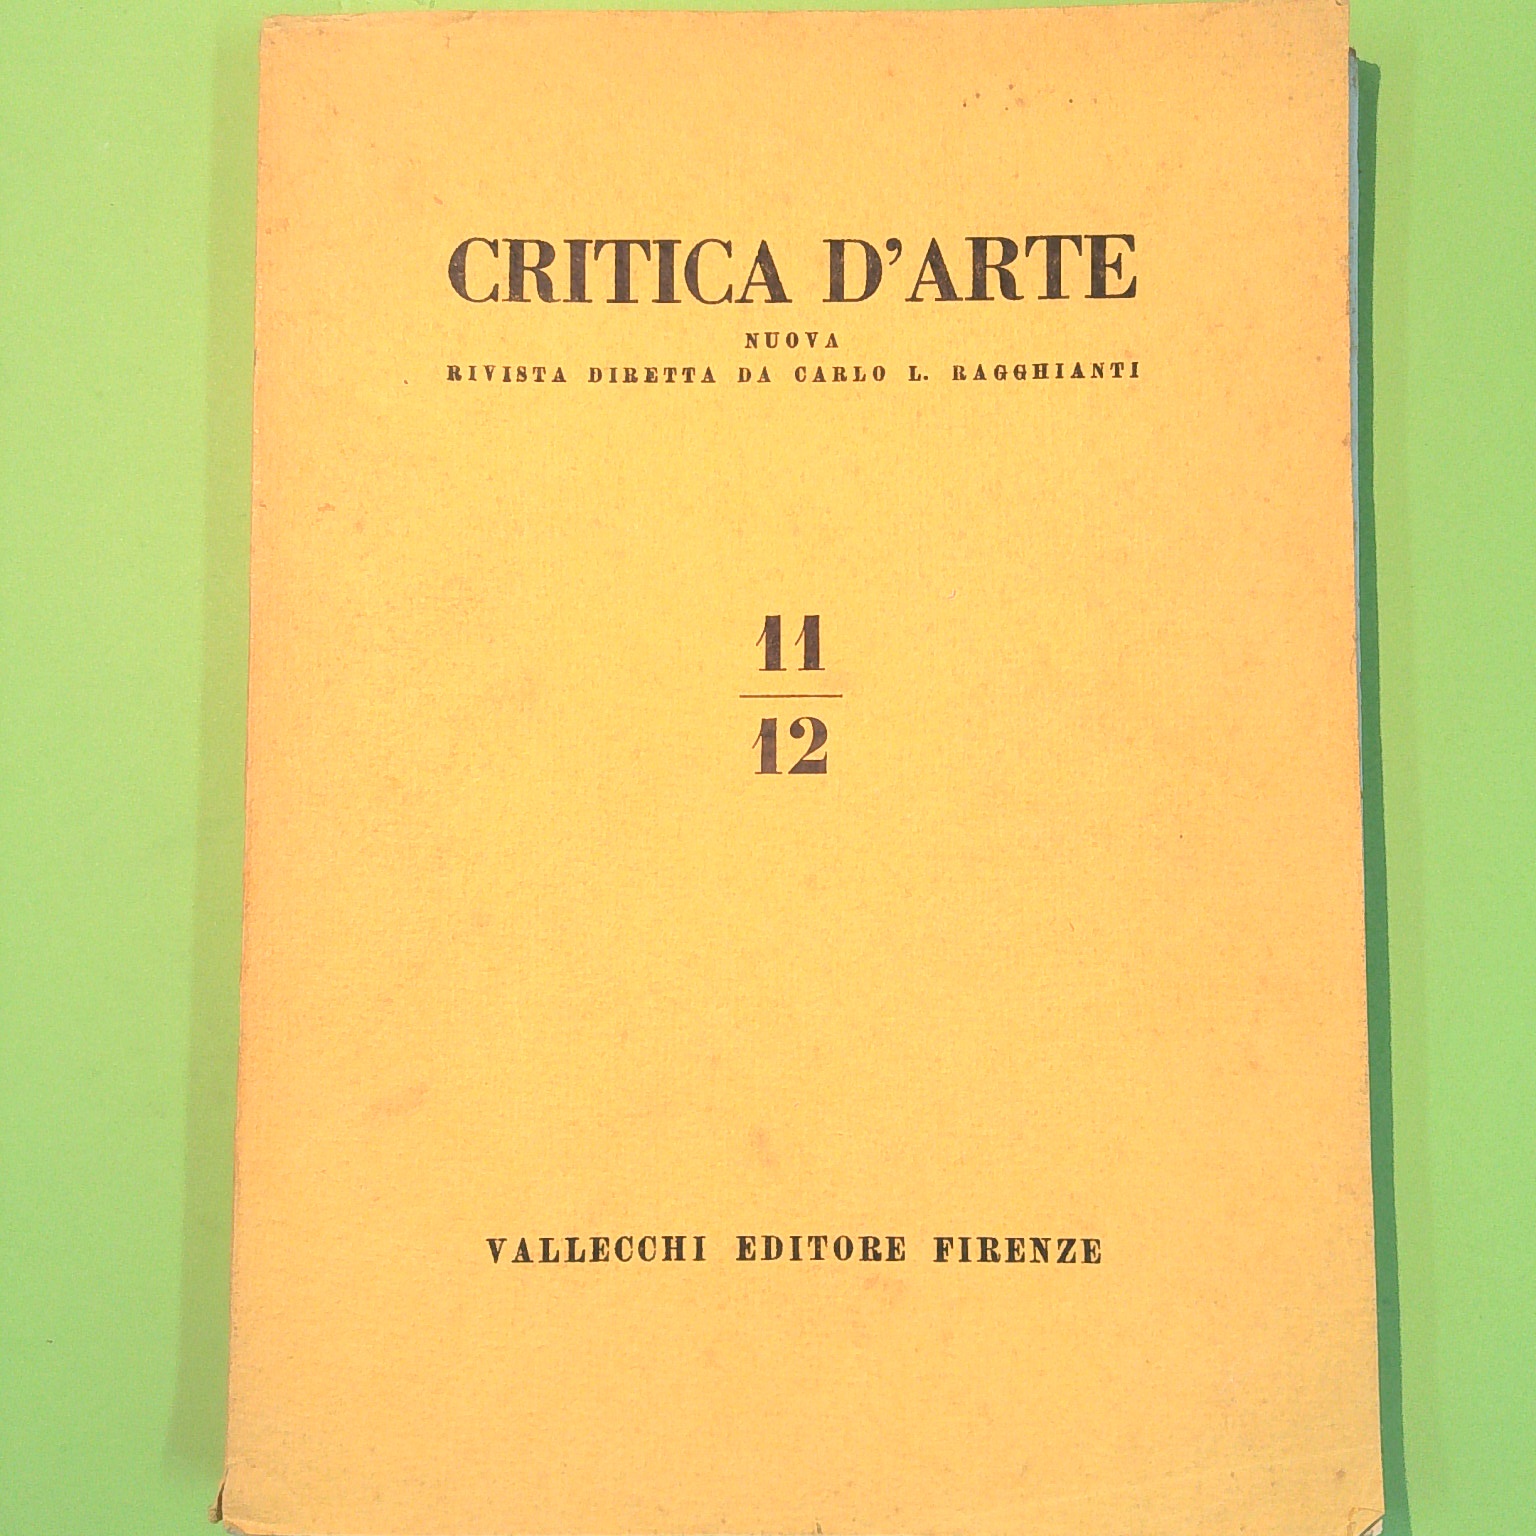 CRITICA D'ARTE
NUOVA
RIVISTA DIRETTA DA CARLO L. RAGGHIANTI
11
12
VALLECCHI EDITORE FIRENZE